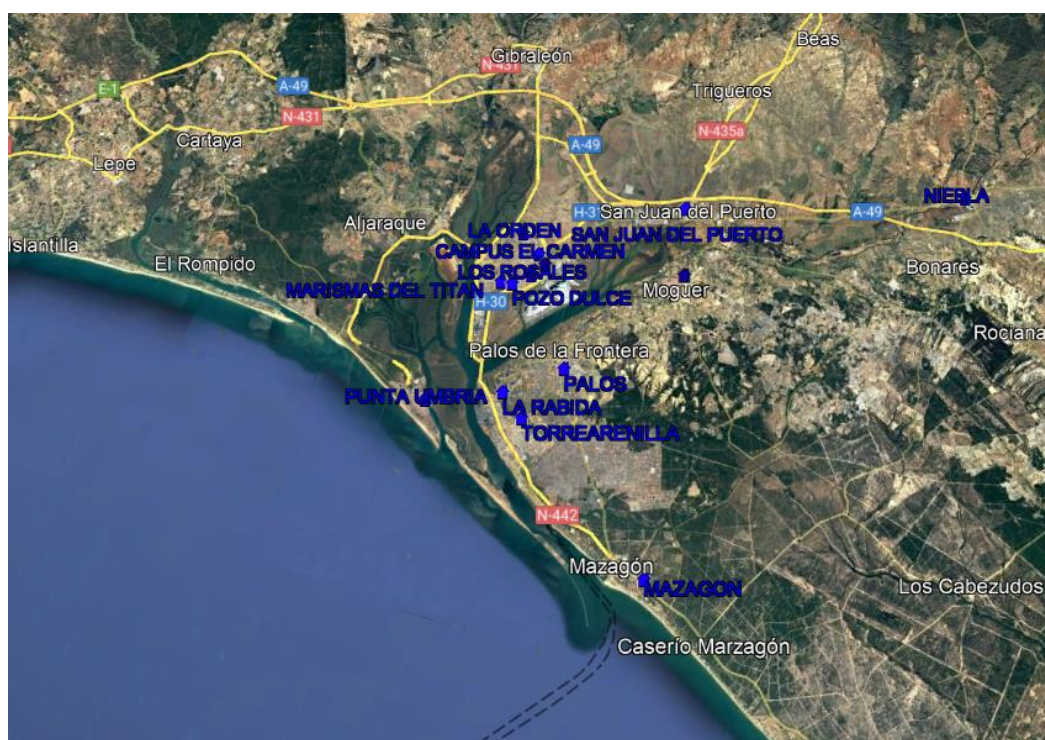 Beas
Gibraleón
N-431
E-1
A-49
Trigueros
N-431
N-435a
Cartaya
A-49
Lepe
NIEBLA
H-31
San Juan del Puerto
A-49
Aljaraque
LA ORDEN
SAN JUAN DEL PUERTO
Islantilla
CAMPUS EL CARMEN
El Rompido
LOS ROSALES
Bonares
MARISMAS DEL TITAN
POZO DULCE
Moguer
H-30
Rociana
Palos de la Frontera
PALOS
PUNTA UMBRIA
LA RABIDA
TORREARENILLA
N-442
Mazagón
MAZAGON
Los Cabezudos
Caserío Marzagón